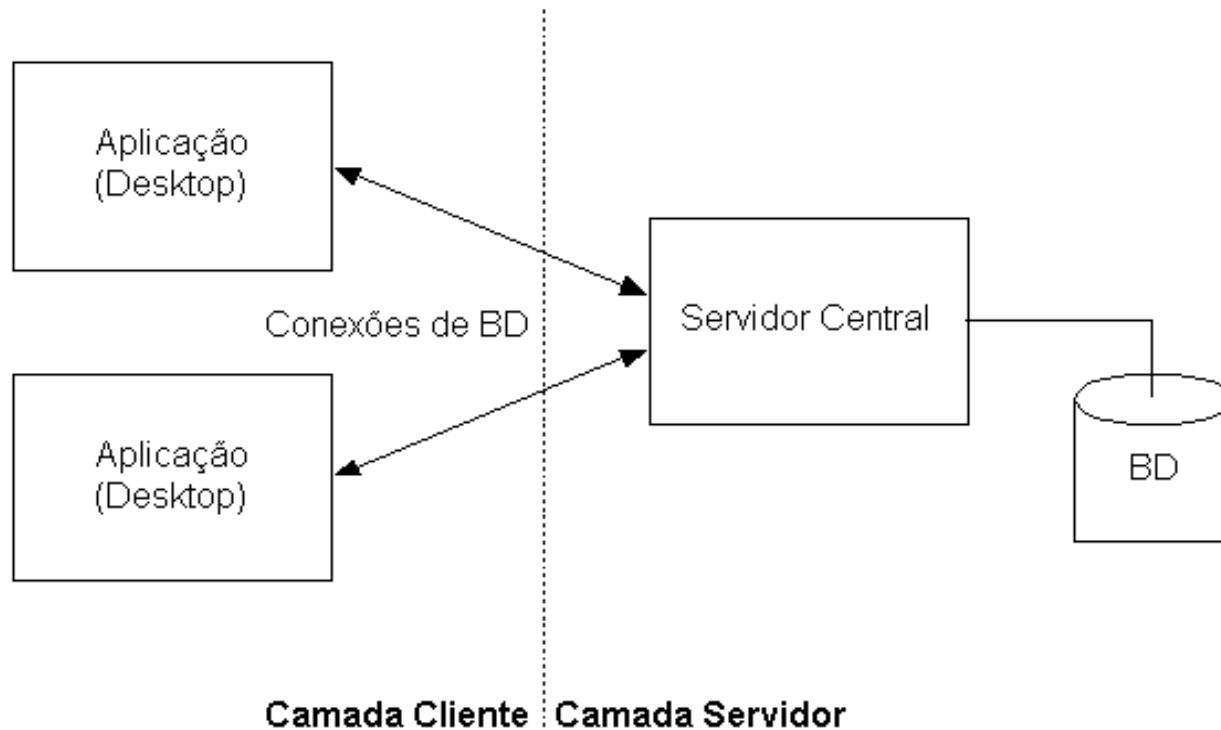 Aplicação
(Desktop)
Conexões de BD
Servidor Central
Aplicação
(Desktop)
BD
Camada Cliente
Camada Servidor